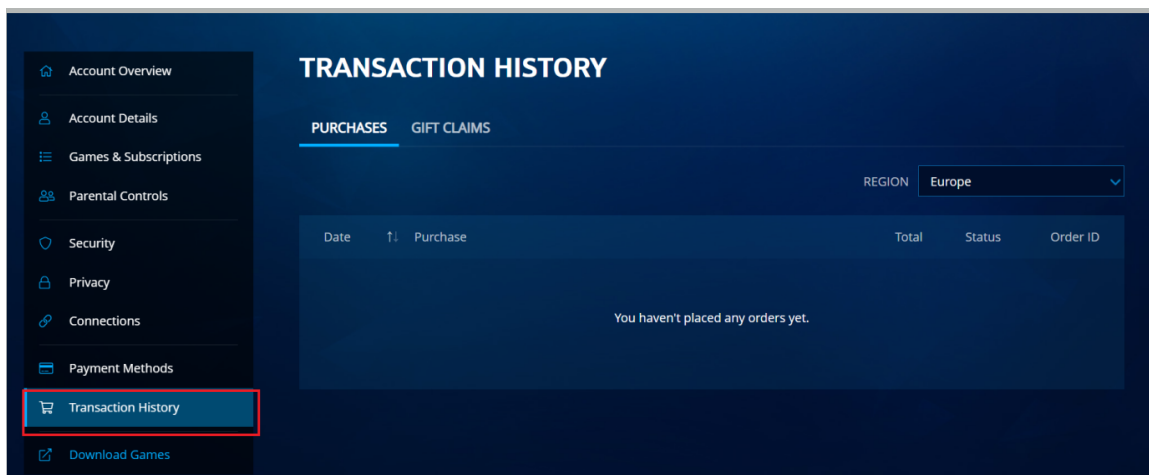 Account Overview
Account Details
Games & Subscriptions
Parental Controls
Security
Privacy
Connections
Payment Methods
Transaction History
Download Games
TRANSACTION HISTORY
PURCHASES GIFT CLAIMS
REGION Europe
Date Purchase Total Status Order ID
You haven't placed any orders yet.